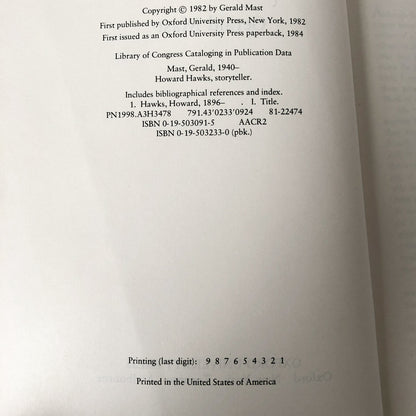 Copyright © 1982 by Gerald Mast
First published by Oxford University Press, New York, 1982
First issued as an Oxford University Press paperback, 1984
Library of Congress Cataloging in Publication Data
Mast, Gerald, 1940–
Howard Hawks, storyteller.
Includes bibliographical references and index.
1. Hawks, Howard, 1896– . I. Title.
PN1998.A3H3478 791.43'0233'0924 81-22474
ISBN 0-19-503091-5 AACR2
ISBN 0-19-503233-0 (pbk.)
Printing (last digit): 9 8 7 6 5 4 3 2 1
Printed in the United States of America